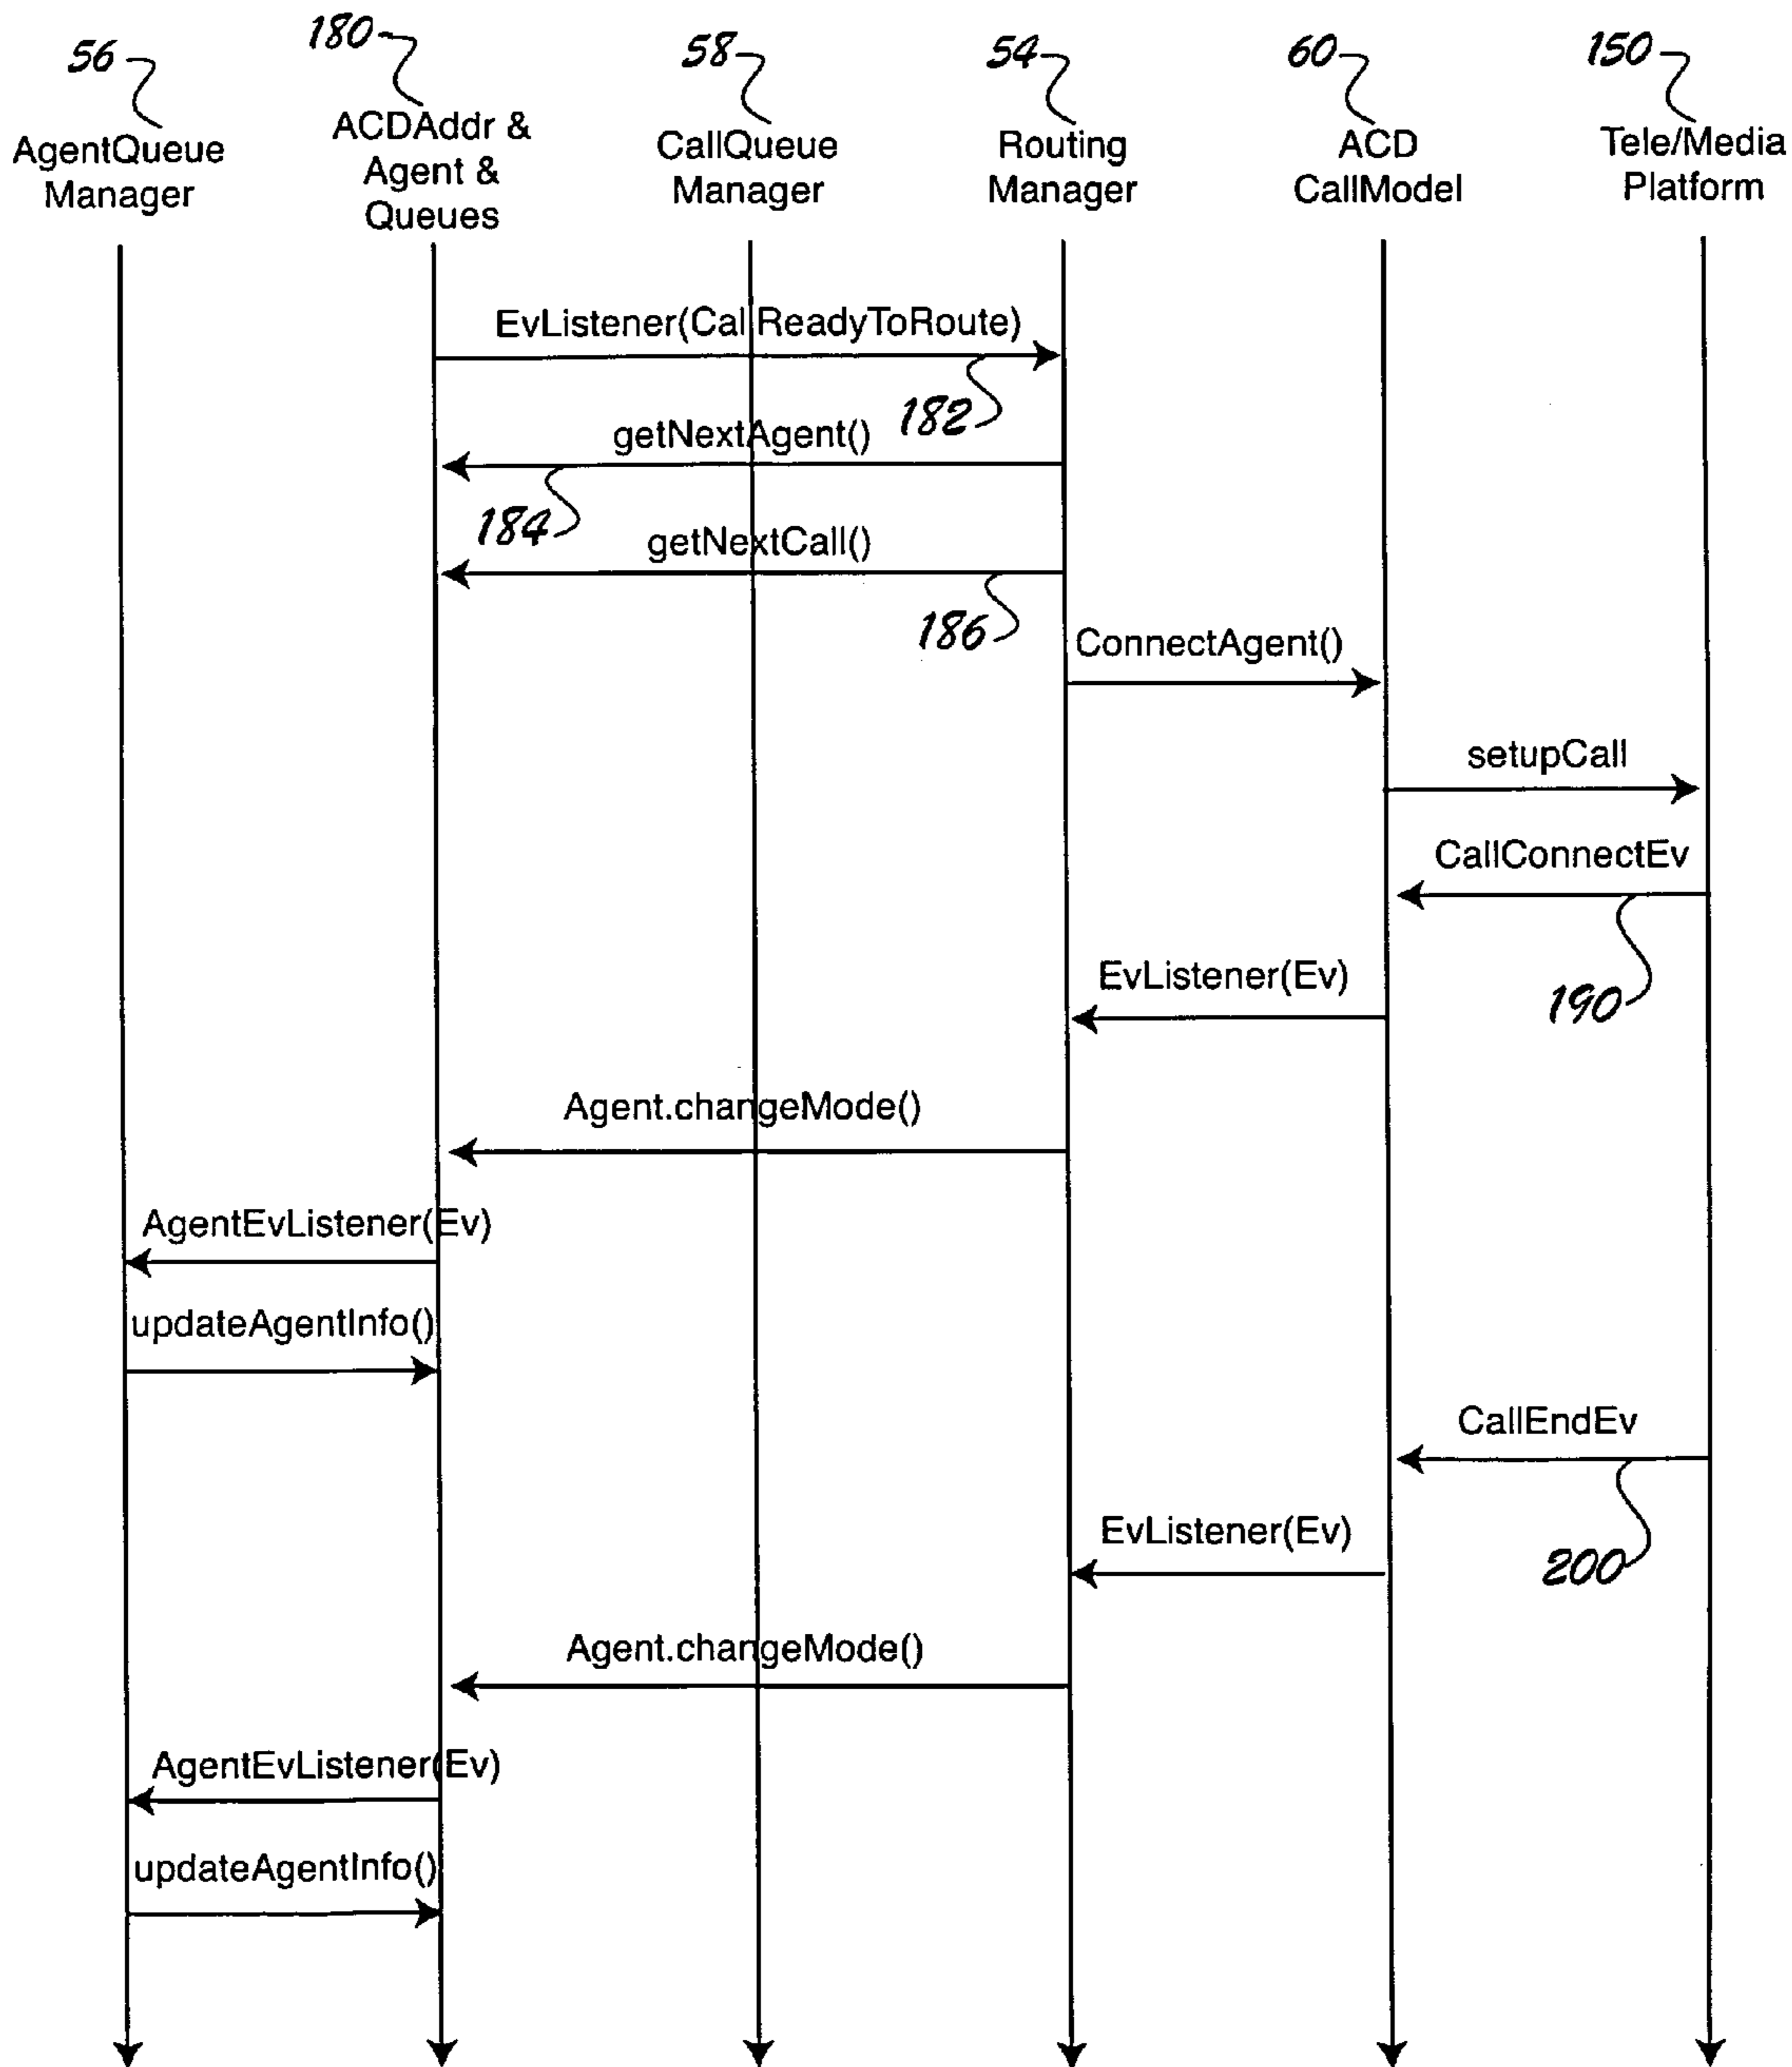 56
180
58
54
60
150
AgentQueue
Manager
ACDAddr &
Agent &
Queues
CallQueue
Manager
Routing
Manager
ACD
CallModel
Tele/Media
Platform
EvListener(CallReadyToRoute)
182
getNextAgent()
184
getNextCall()
186
ConnectAgent()
setupCall
CallConnectEv
190
EvListener(Ev)
Agent.changeMode()
AgentEvListener(Ev)
updateAgentInfo()
CallEndEv
200
EvListener(Ev)
Agent.changeMode()
AgentEvListener(Ev)
updateAgentInfo()